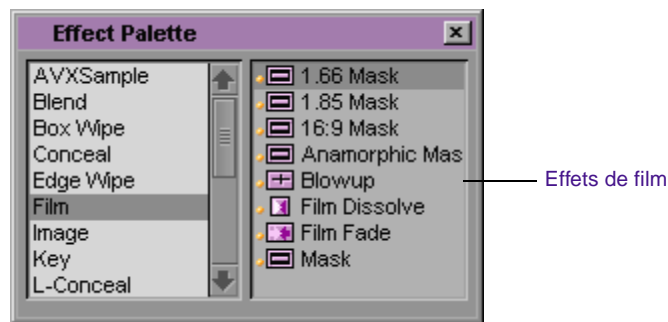 Effect Palette
AVXSample
Blend
Box Wipe
Conceal
Edge Wipe
Film
Image
Key
L-Conceal
1.66 Mask
1.85 Mask
16:9 Mask
Anamorphic Mas
Blowup
Film Dissolve
Film Fade
Mask
Effets de film